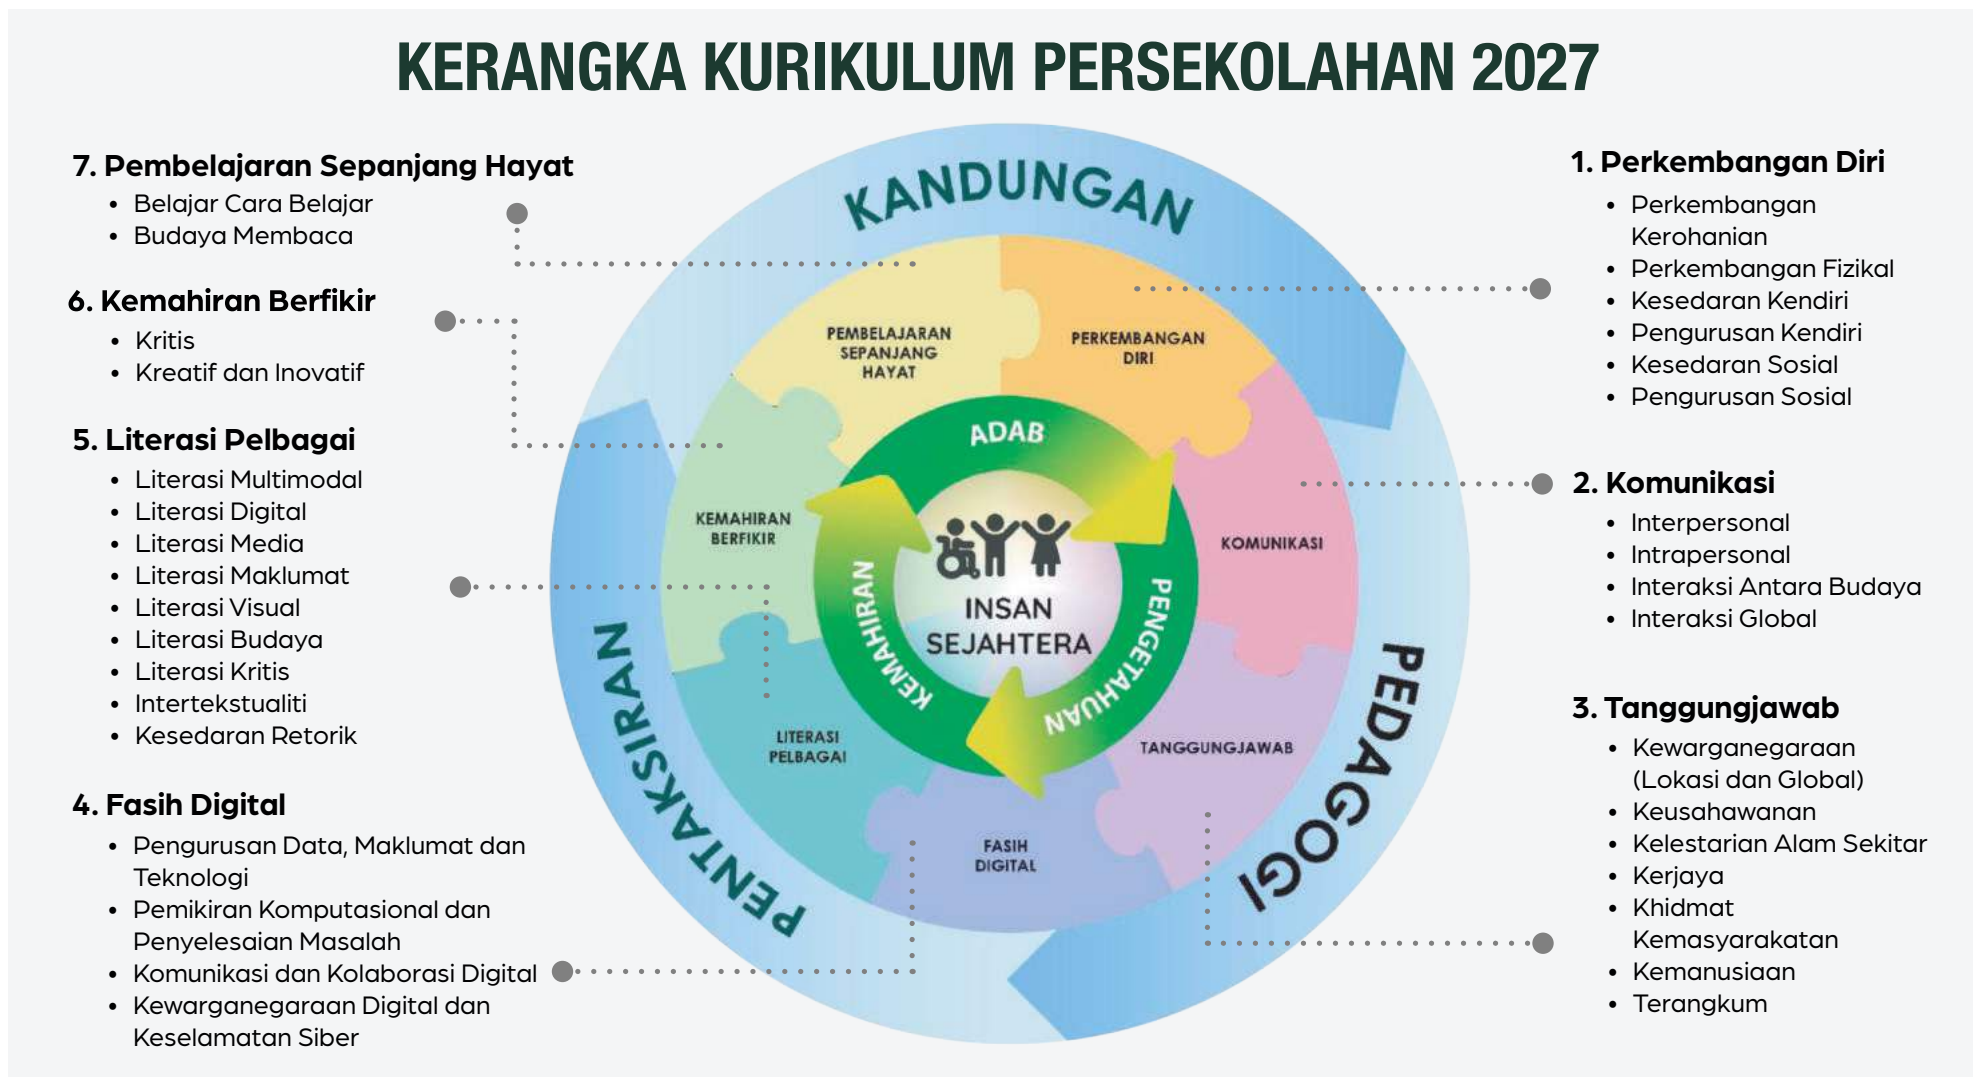 KERANGKA KURIKULUM PERSEKOLAHAN 2027
7. Pembelajaran Sepanjang Hayat
• Belajar Cara Belajar
• Budaya Membaca
6. Kemahiran Berfikir
• Kritis
• Kreatif dan Inovatif
5. Literasi Pelbagai
• Literasi Multimodal
• Literasi Digital
• Literasi Media
• Literasi Maklumat
• Literasi Visual
• Literasi Budaya
• Literasi Kritis
• Intertekstualiti
• Kesedaran Retorik
4. Fasih Digital
• Pengurusan Data, Maklumat dan
Teknologi
• Pemikiran Komputasional dan
Penyelesaian Masalah
• Komunikasi dan Kolaborasi Digital
• Kewarganegaraan Digital dan
Keselamatan Siber
KANDUNGAN
PEDAGOGI
PENTAKSIRAN
PEMBELAJARAN
SEPANJANG
HAYAT
PERKEMBANGAN
DIRI
KOMUNIKASI
TANGGUNGJAWAB
FASIH
DIGITAL
LITERASI
PELBAGAI
KEMAHIRAN
BERFIKIR
ADAB
PENGETAHUAN
KEMAHIRAN
INSAN
SEJAHTERA
1. Perkembangan Diri
• Perkembangan
Kerohanian
• Perkembangan Fizikal
• Kesedaran Kendiri
• Pengurusan Kendiri
• Kesedaran Sosial
• Pengurusan Sosial
2. Komunikasi
• Interpersonal
• Intrapersonal
• Interaksi Antara Budaya
• Interaksi Global
3. Tanggungjawab
• Kewarganegaraan
(Lokasi dan Global)
• Keusahawanan
• Kelestarian Alam Sekitar
• Kerjaya
• Khidmat
Kemasyarakatan
• Kemanusiaan
• Terangkum